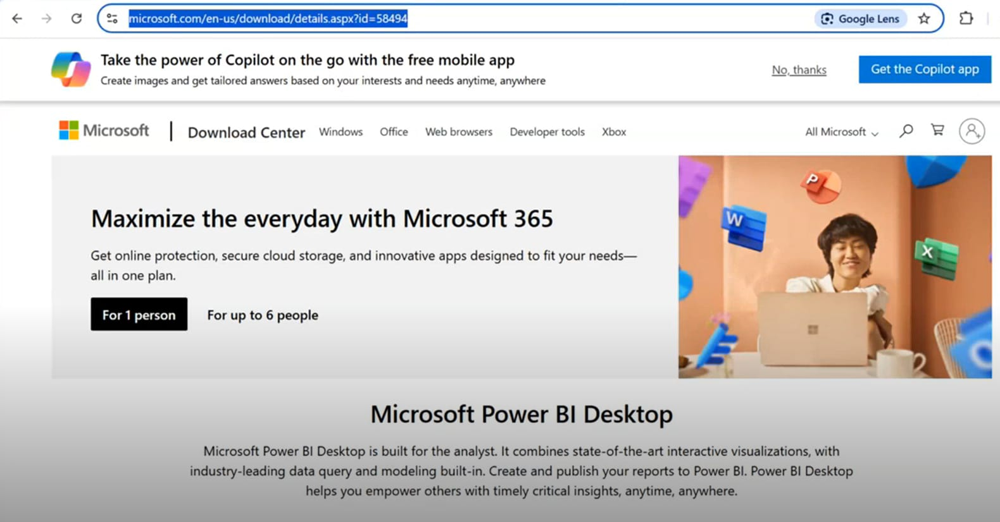 microsoft.com/en-us/download/details.aspx?id=58494
Google Lens
Take the power of Copilot on the go with the free mobile app
Create images and get tailored answers based on your interests and needs anytime, anywhere
No, thanks
Get the Copilot app
Microsoft
Download Center
Windows
Office
Web browsers
Developer tools
Xbox
All Microsoft
Maximize the everyday with Microsoft 365
Get online protection, secure cloud storage, and innovative apps designed to fit your needs—
all in one plan.
For 1 person
For up to 6 people
P
W
X
Microsoft Power BI Desktop
Microsoft Power BI Desktop is built for the analyst. It combines state-of-the-art interactive visualizations, with
industry-leading data query and modeling built-in. Create and publish your reports to Power BI. Power BI Desktop
helps you empower others with timely critical insights, anytime, anywhere.